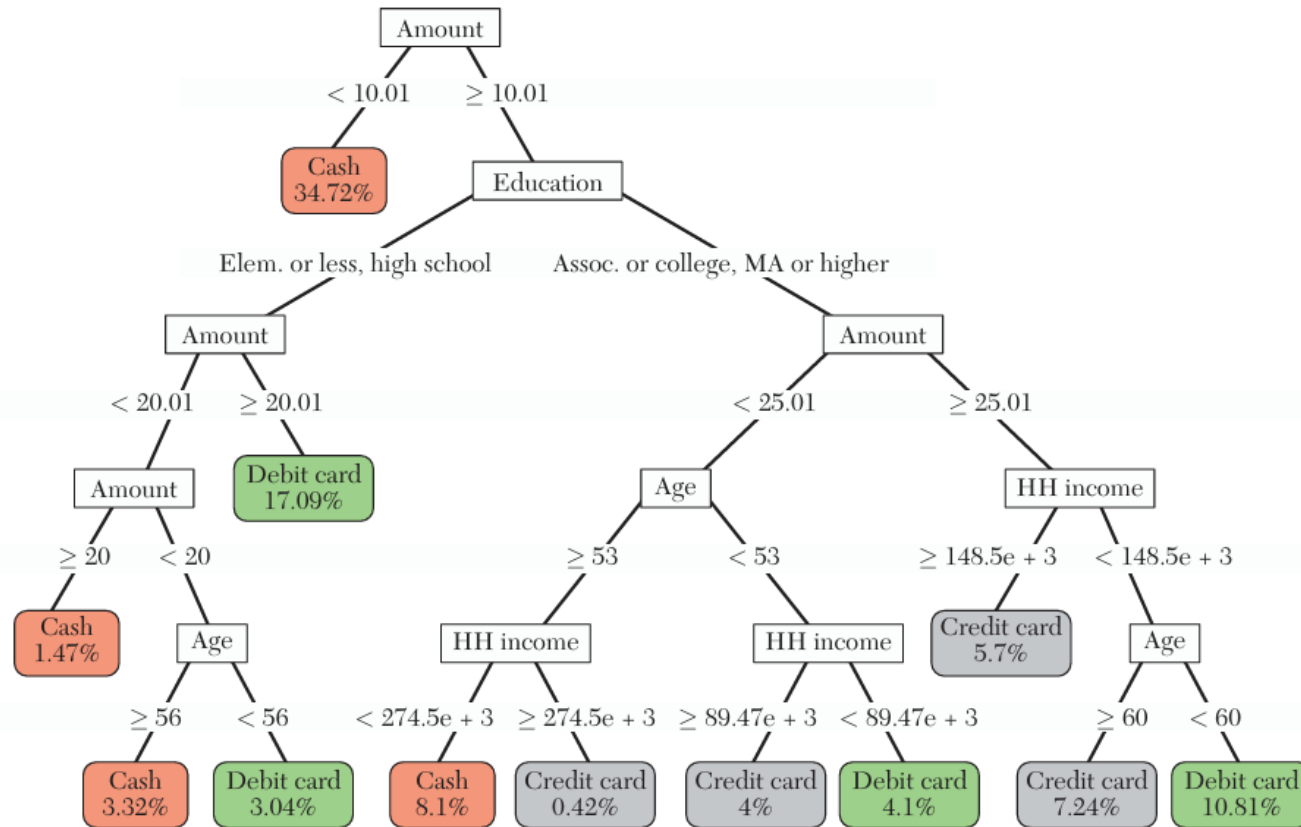 Amount
< 10.01 ≥ 10.01
Cash
34.72%
Education
Elem. or less, high school Assoc. or college, MA or higher
Amount Amount
< 20.01 ≥ 20.01 < 25.01 ≥ 25.01
Amount
Debit card
17.09%
Age
HH income
≥ 20 < 20 ≥ 53 < 53 ≥ 148.5e + 3 < 148.5e + 3
Cash
1.47%
Age
HH income
HH income
Credit card
5.7%
Age
≥ 56 < 56 < 274.5e + 3 ≥ 274.5e + 3 ≥ 89.47e + 3 < 89.47e + 3 ≥ 60 < 60
Cash
3.32%
Debit card
3.04%
Cash
8.1%
Credit card
0.42%
Credit card
4%
Debit card
4.1%
Credit card
7.24%
Debit card
10.81%